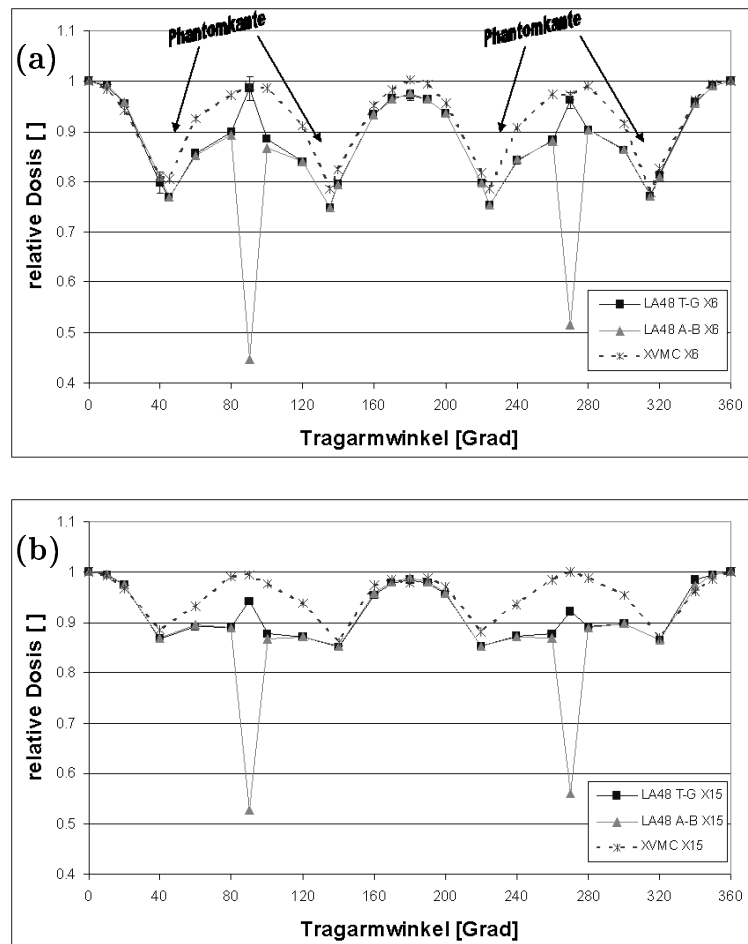 Phantomkante
Phantomkante
(a)
1.1
1
0.9
0.8
0.7
0.6
0.5
0.4
relative Dosis [ ]
LA48 T-G X6
LA48 A-B X6
XVMC X6
0 40 80 120 160 200 240 280 320 360
Tragarmwinkel [Grad]
(b)
1.1
1
0.9
0.8
0.7
0.6
0.5
0.4
relative Dosis [ ]
LA48 T-G X15
LA48 A-B X15
XVMC X15
0 40 80 120 160 200 240 280 320 360
Tragarmwinkel [Grad]